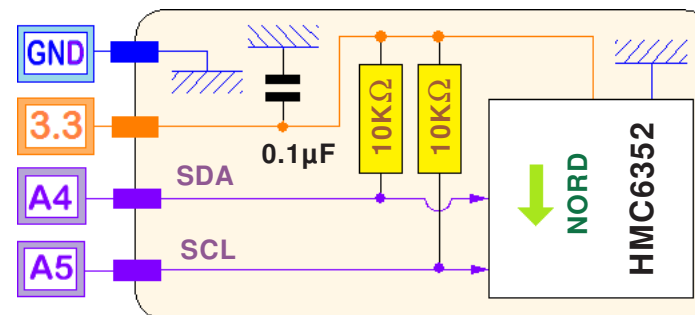 GND
3.3
0.1µF
10KΩ
10KΩ
A4
SDA
A5
SCL
NORD
HMC6352